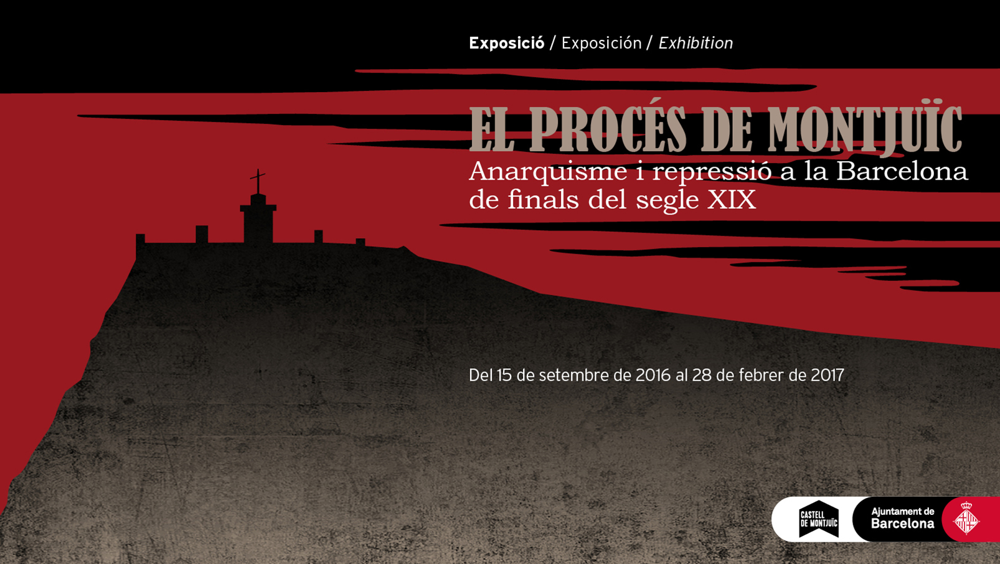 Exposició / Exposición / Exhibition
EL PROCÉS DE MONTJUÏC
Anarquisme i repressió a la Barcelona
de finals del segle XIX
Del 15 de setembre de 2016 al 28 de febrer de 2017
CASTELL
DE MONTJUÏC
Ajuntament de
Barcelona